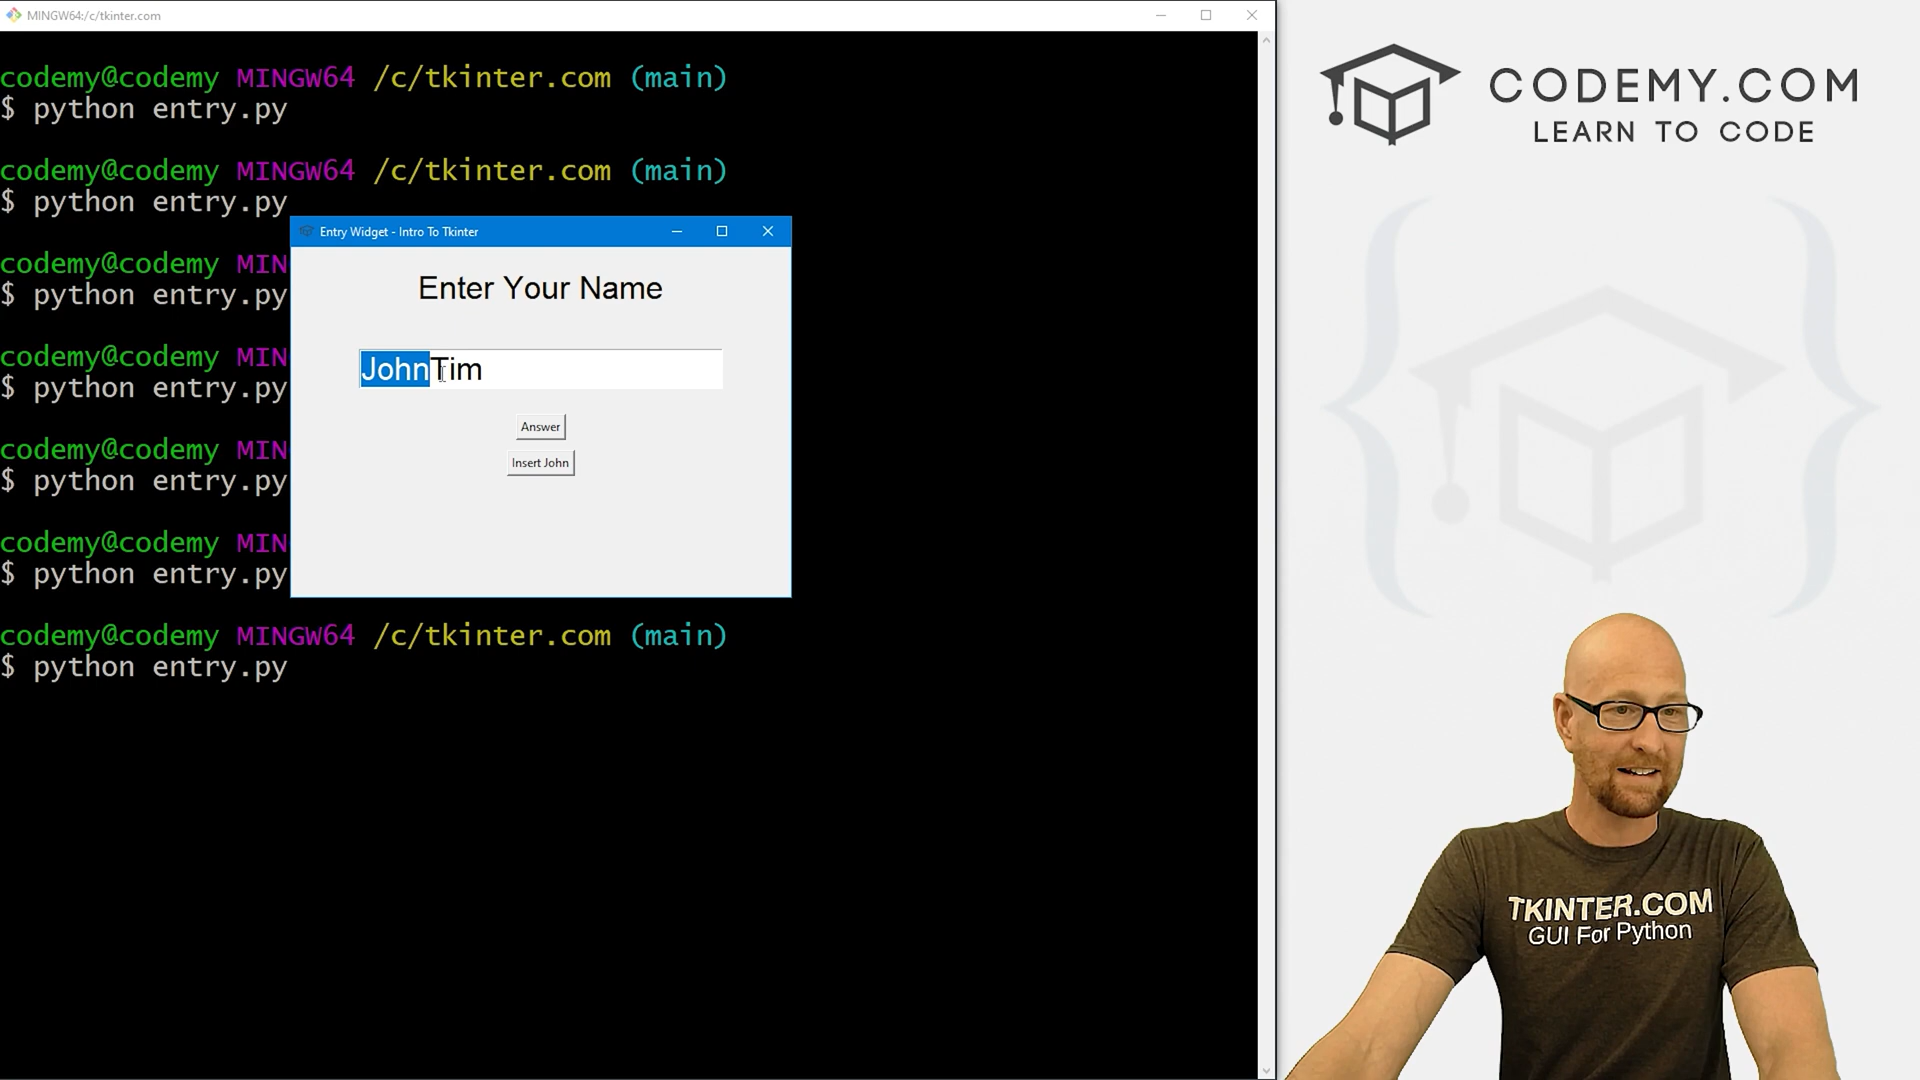 MINGW64:/c/tkinter.com
codemy@codemy MINGW64 /c/tkinter.com (main)
$ python entry.py
codemy@codemy MINGW64 /c/tkinter.com (main)
$ python entry.py
codemy@codemy MIN
$ python entry.py
codemy@codemy MIN
$ python entry.py
codemy@codemy MIN
$ python entry.py
codemy@codemy MIN
$ python entry.py
codemy@codemy MINGW64 /c/tkinter.com (main)
$ python entry.py
Entry Widget - Intro To Tkinter
Enter Your Name
JohnTim
Answer
Insert John
CODEMY.COM
LEARN TO CODE
TKINTER.COM
GUI For Python